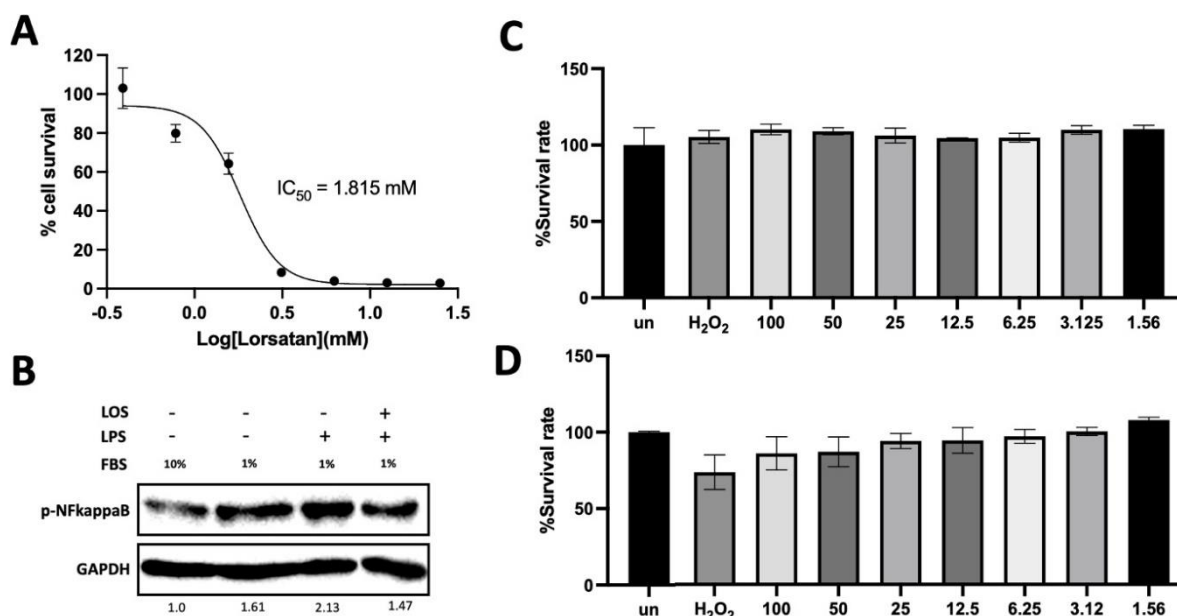 A
120
100
80
60
40
20
0
% cell survival
IC50 = 1.815 mM
-0.5 0.0 0.5 1.0 1.5
Log[Lorsatan](mM)
B
LOS - - - +
LPS - - + +
FBS 10% 1% 1% 1%
p-NFkappaB
GAPDH
1.0 1.61 2.13 1.47
C
150
100
50
0
%Survival rate
un H2O2 100 50 25 12.5 6.25 3.125 1.56
D
150
100
50
0
%Survival rate
un H2O2 100 50 25 12.5 6.25 3.12 1.56